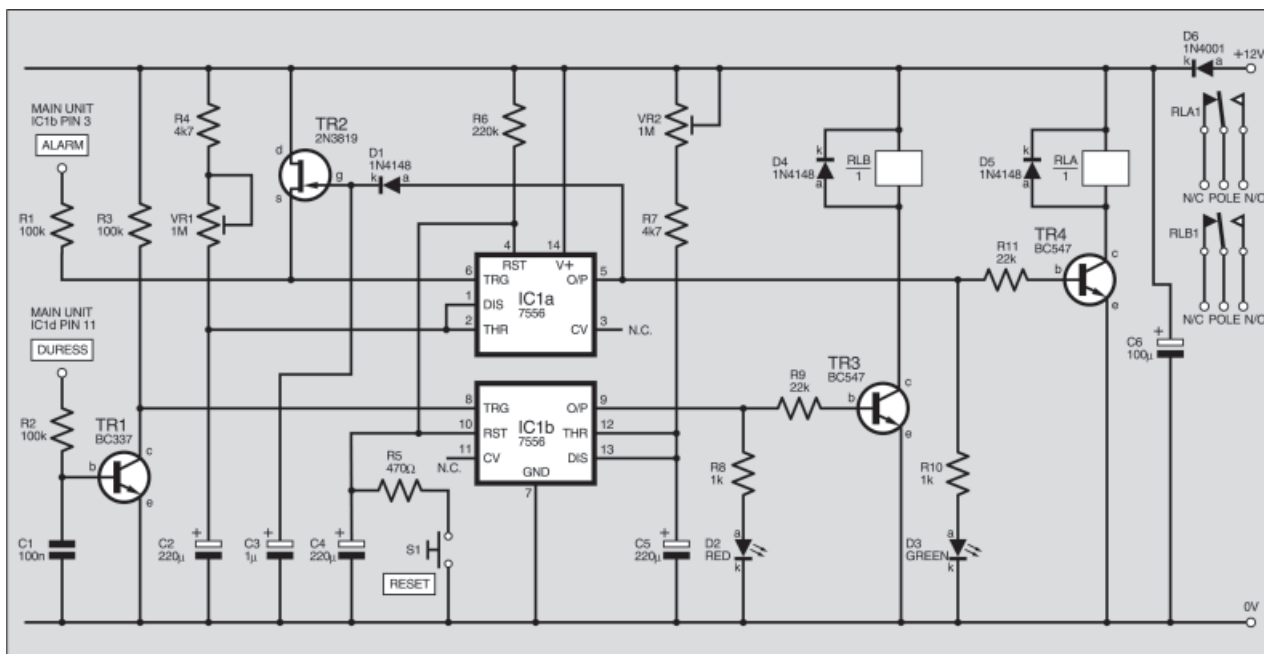 D6
1N4001
k a
+12V
MAIN UNIT
IC1b PIN 3
ALARM
R4
4k7
TR2
2N3819
d
g
s
D1
1N4148
k a
R6
220k
VR2
1M
RLA1
N/C POLE N/C
D4
1N4148
k
a
RLB
1
D5
1N4148
k
a
RLA
1
R1
100k
R3
100k
VR1
1M
R7
4k7
RLB1
N/C POLE N/C
4
14
RST
V+
6
TRG
O/P
5
1
DIS
IC1a
7556
2
THR
CV
3
N.C.
R11
22k
TR4
BC547
b
c
e
MAIN UNIT
IC1d PIN 11
DURESS
C6
100µ
+
R2
100k
TR1
BC337
b
c
e
8
TRG
O/P
9
10
RST
IC1b
7556
THR
12
11
CV
DIS
13
N.C.
GND
7
R9
22k
TR3
BC547
b
c
e
R5
470Ω
R8
1k
R10
1k
C1
100n
C2
220µ
+
C3
1µ
+
C4
220µ
+
S1
RESET
C5
220µ
+
D2
RED
a
k
D3
GREEN
a
k
0V